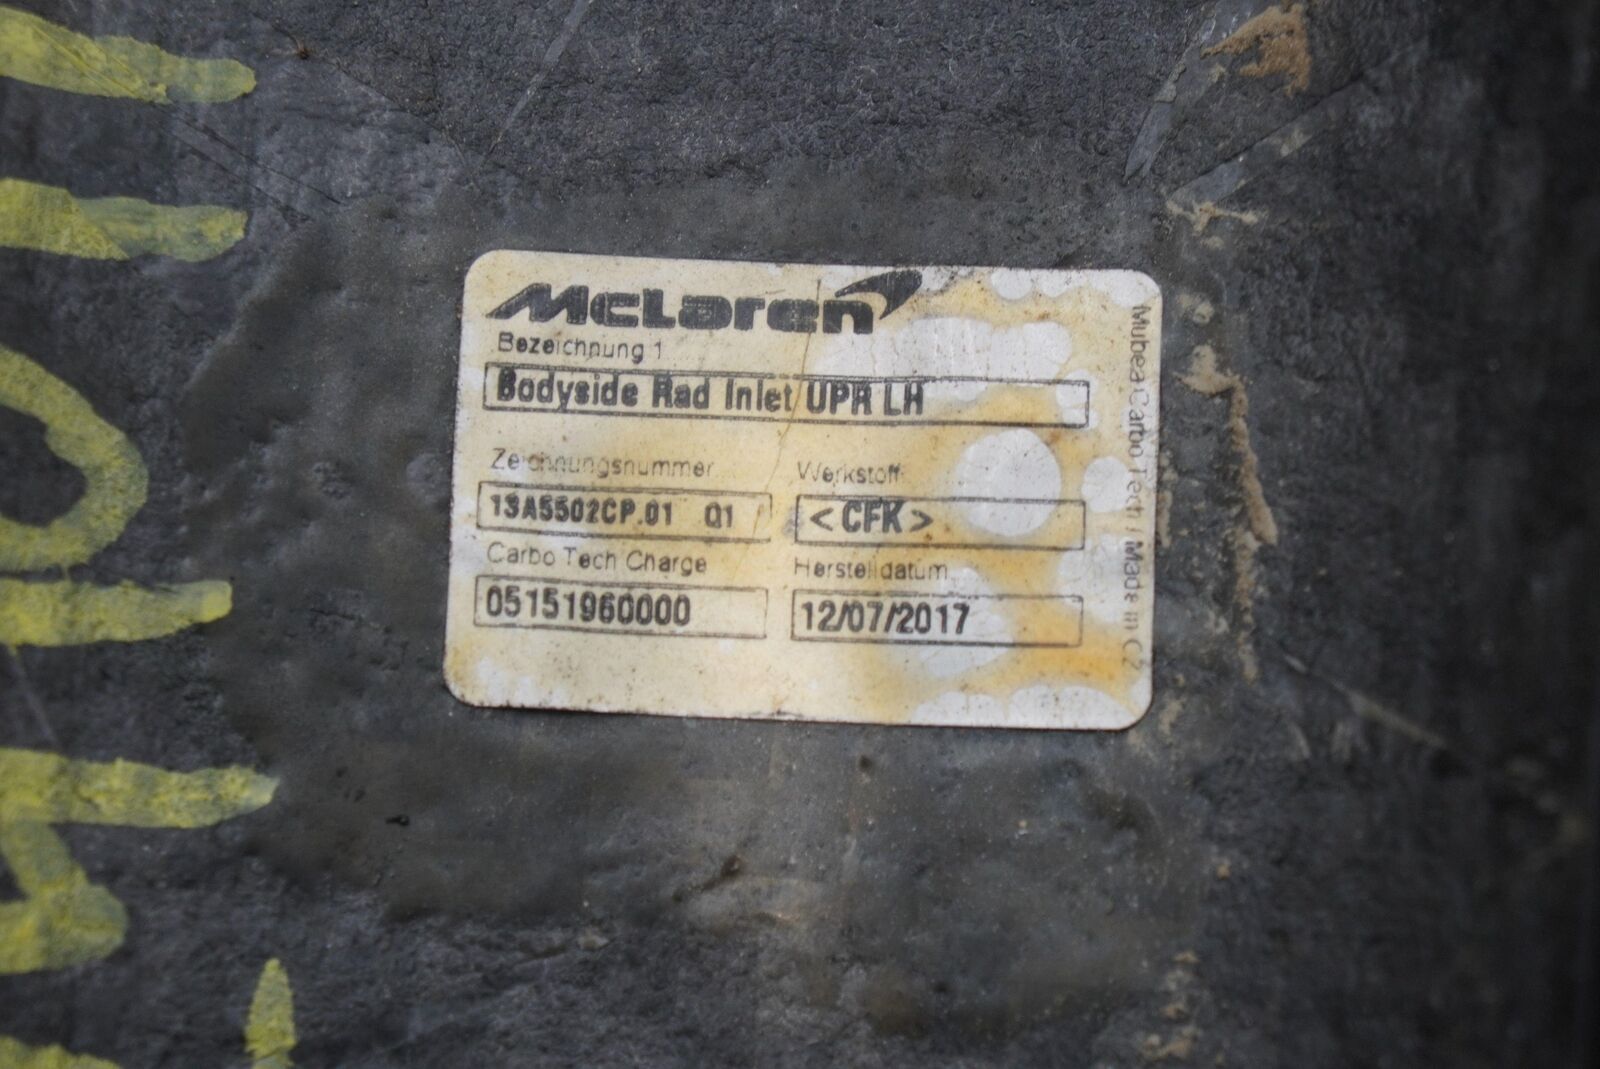 McLaren
Bezeichnung 1
Bodyside Rad Inlet UPR LH
Zeichnungsnummer
Werkstoff
13A5502CP.01 Q1
<CFK>
Carbo Tech Charge
Herstelldatum
05151960000
12/07/2017
Mubea Carbo Tech / Made in CZ